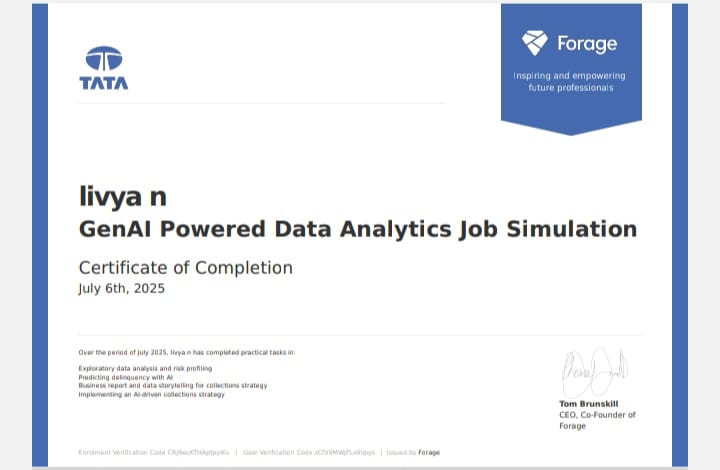 TATA
Forage
Inspiring and empowering
future professionals
livya n
GenAI Powered Data Analytics Job Simulation
Certificate of Completion
July 6th, 2025
Over the period of July 2025, livya n has completed practical tasks in:
Exploratory data analysis and risk profiling
Predicting delinquency with AI
Business report and data storytelling for collections strategy
Implementing an AI-driven collections strategy
Tom Brunskill
CEO, Co-Founder of
Forage
Enrolment Verification Code | User Verification Code | Issued by Forage